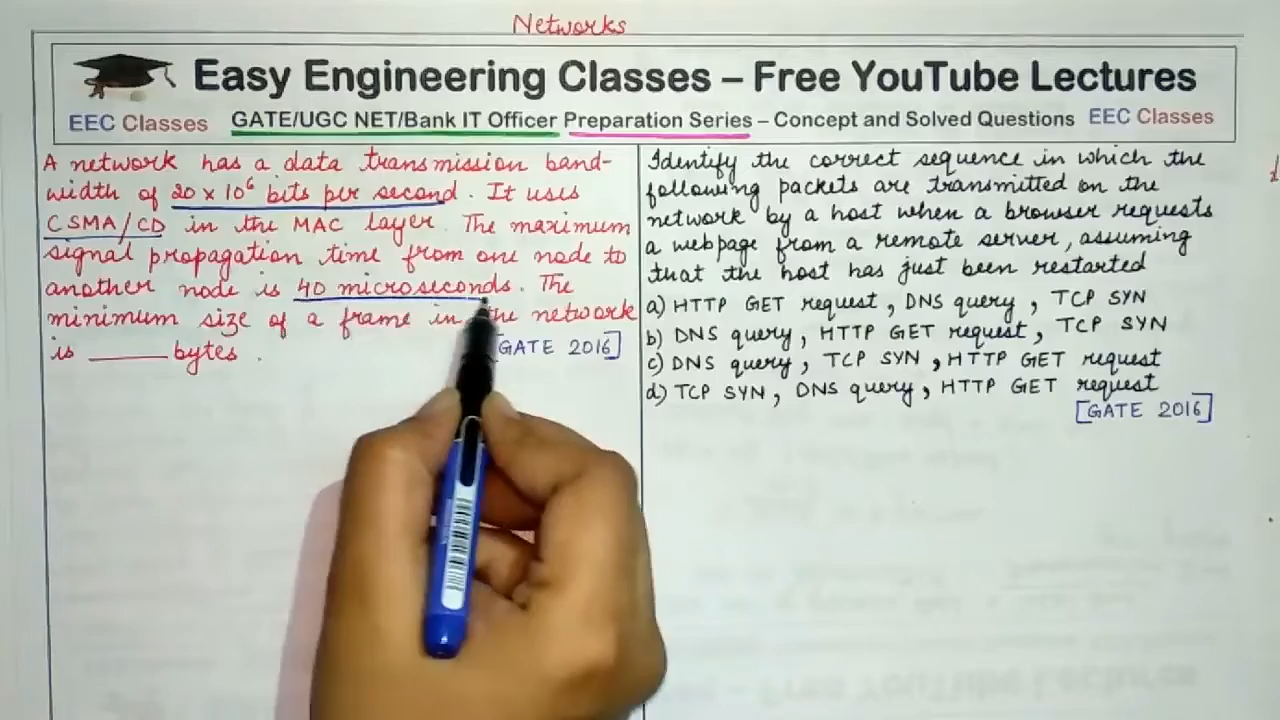 Networks
Easy Engineering Classes – Free YouTube Lectures
EEC Classes GATE/UGC NET/Bank IT Officer Preparation Series – Concept and Solved Questions EEC Classes
A network has a data transmission band-
width of 20 x 10⁶ bits per second. It uses
CSMA/CD in the MAC layer. The maximum
signal propagation time from one node to
another node is 40 microseconds. The
minimum size of a frame in the network
is ______ bytes.
[GATE 2016]
Identify the correct sequence in which the
following packets are transmitted on the
network by a host when a browser requests
a webpage from a remote server, assuming
that the host has just been restarted
a) HTTP GET request, DNS query, TCP SYN
b) DNS query, HTTP GET request, TCP SYN
c) DNS query, TCP SYN, HTTP GET request
d) TCP SYN, DNS query, HTTP GET request
[GATE 2016]